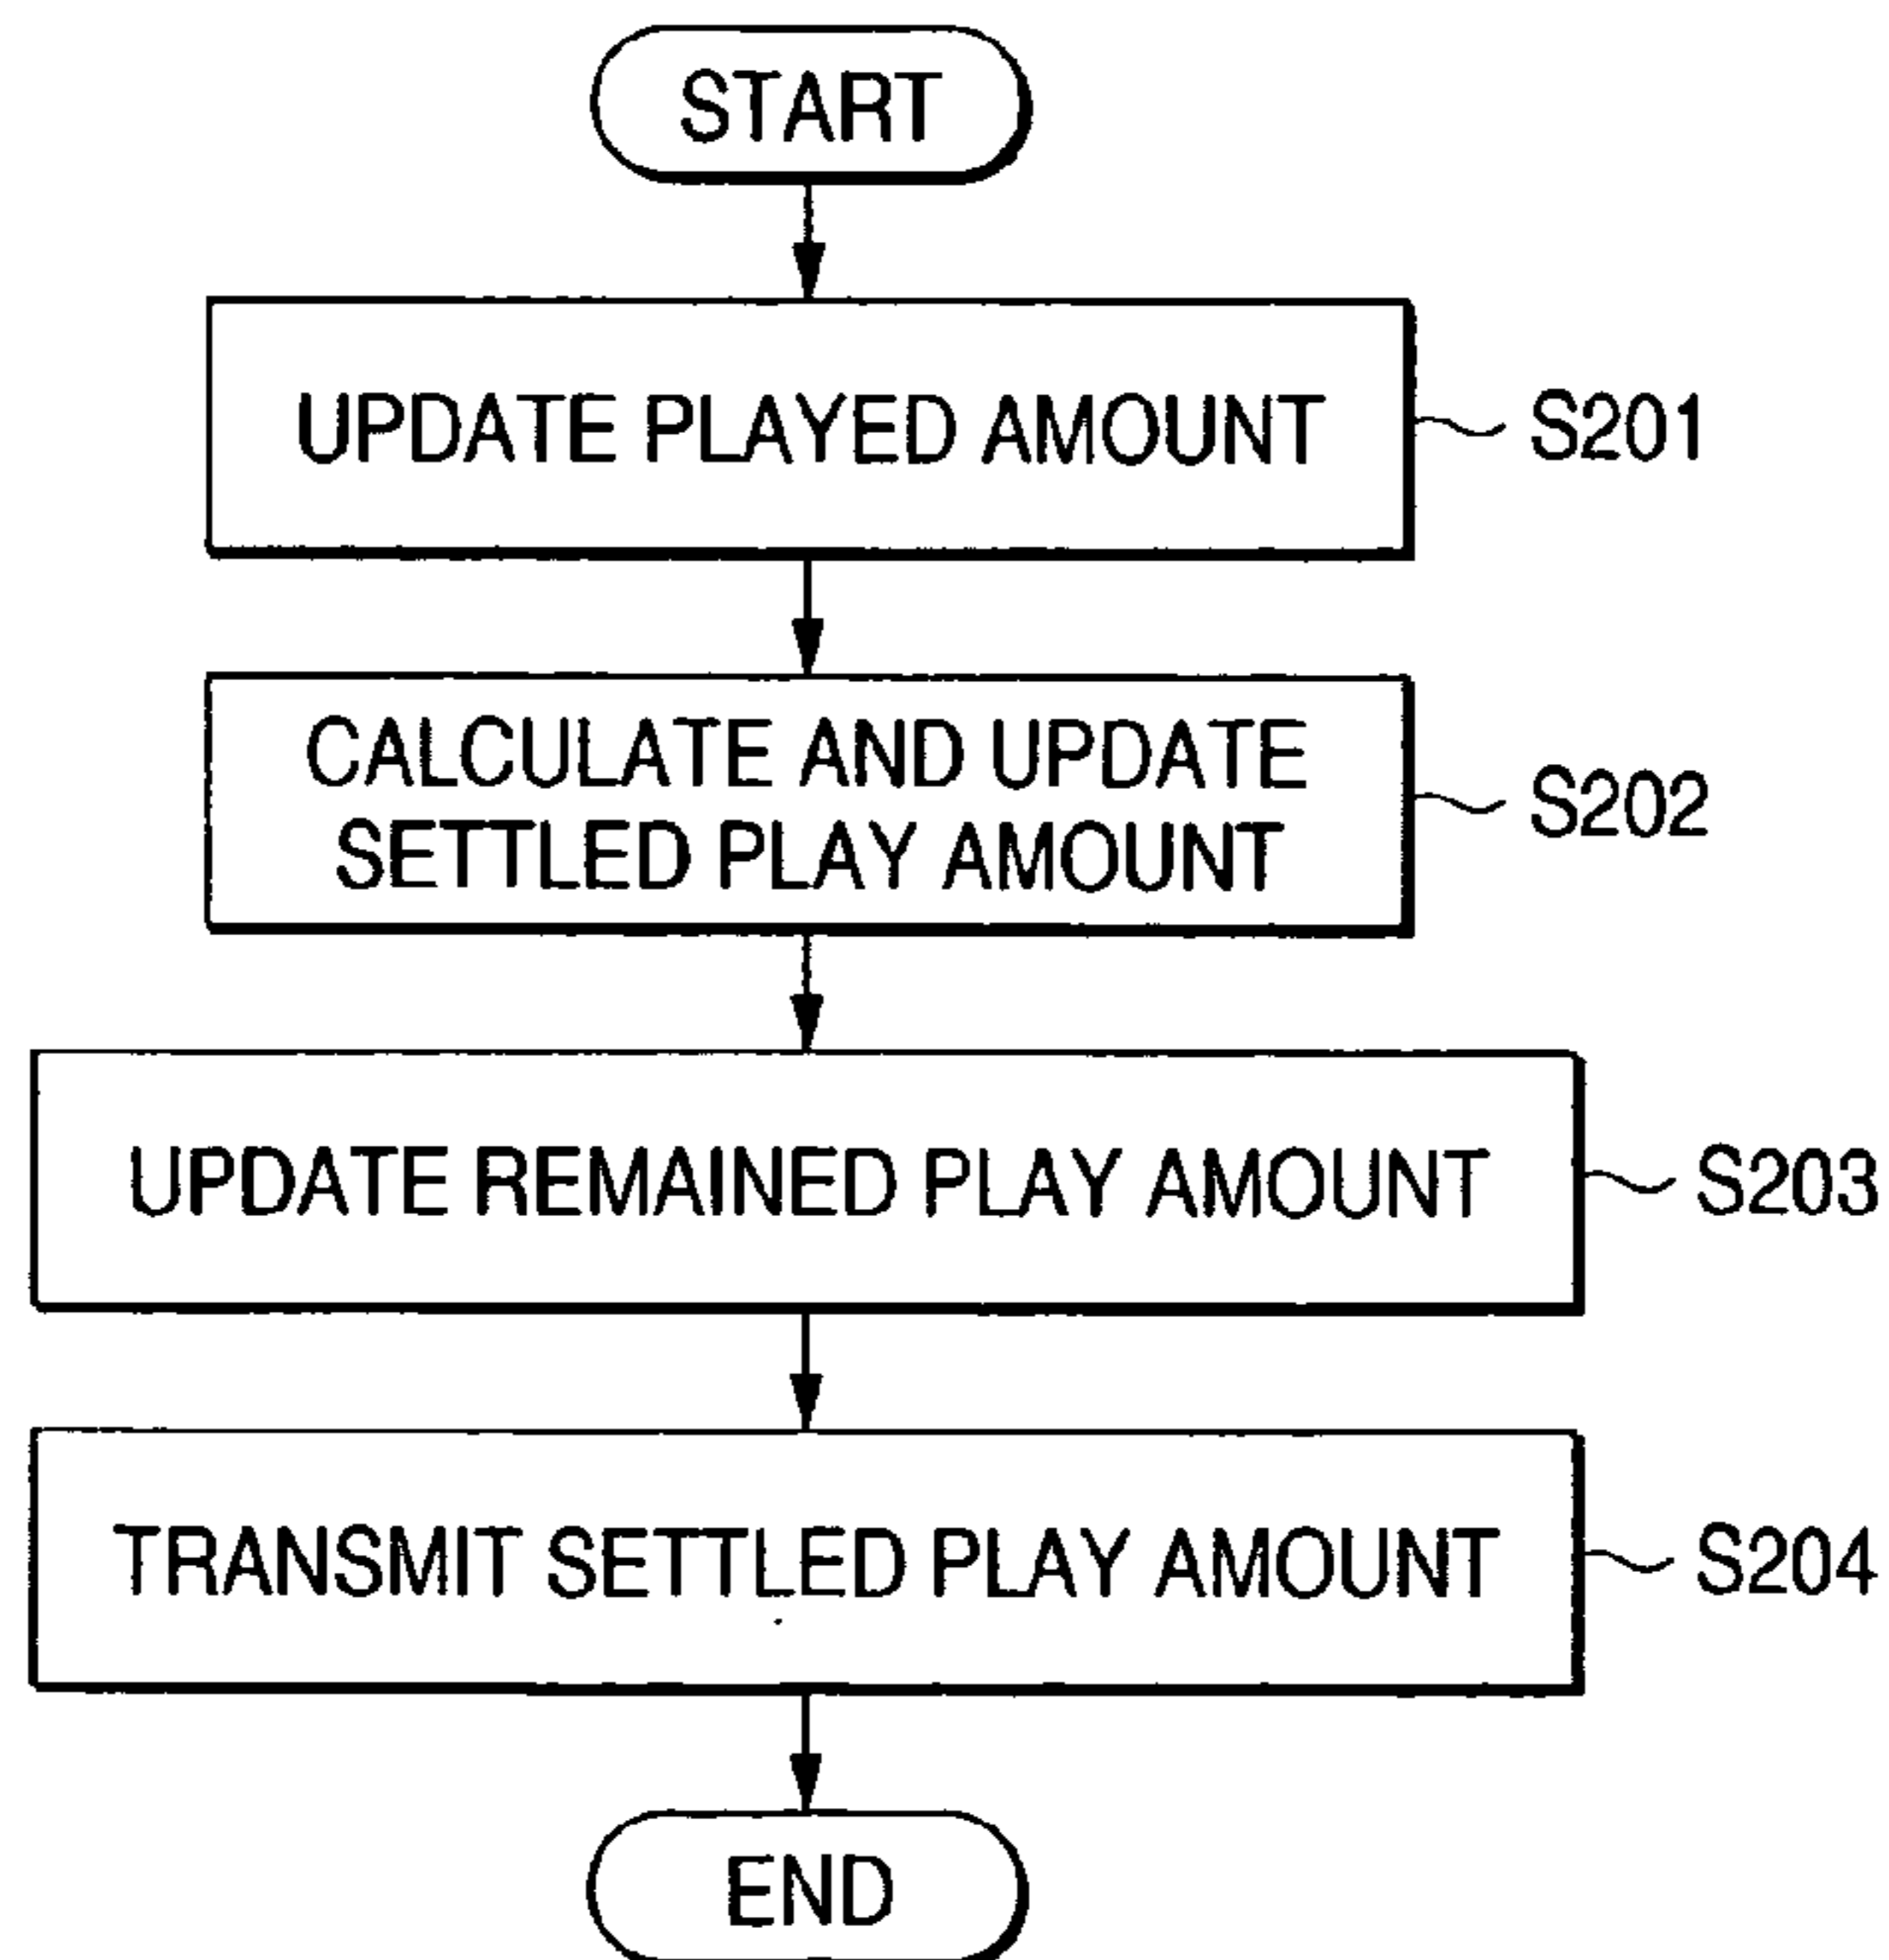 START
UPDATE PLAYED AMOUNT
S201
CALCULATE AND UPDATE
SETTLED PLAY AMOUNT
S202
UPDATE REMAINED PLAY AMOUNT
S203
TRANSMIT SETTLED PLAY AMOUNT
S204
END